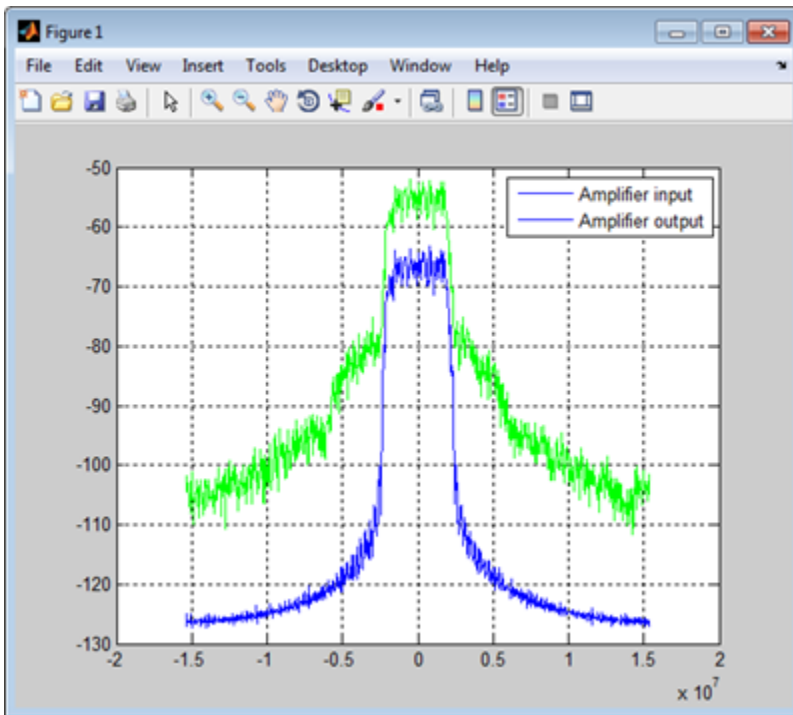 Figure 1
File Edit View Insert Tools Desktop Window Help
-50
Amplifier input
Amplifier output
-60
-70
-80
-90
-100
-110
-120
-130
-2 -1.5 -1 -0.5 0 0.5 1 1.5 2
x 10^7